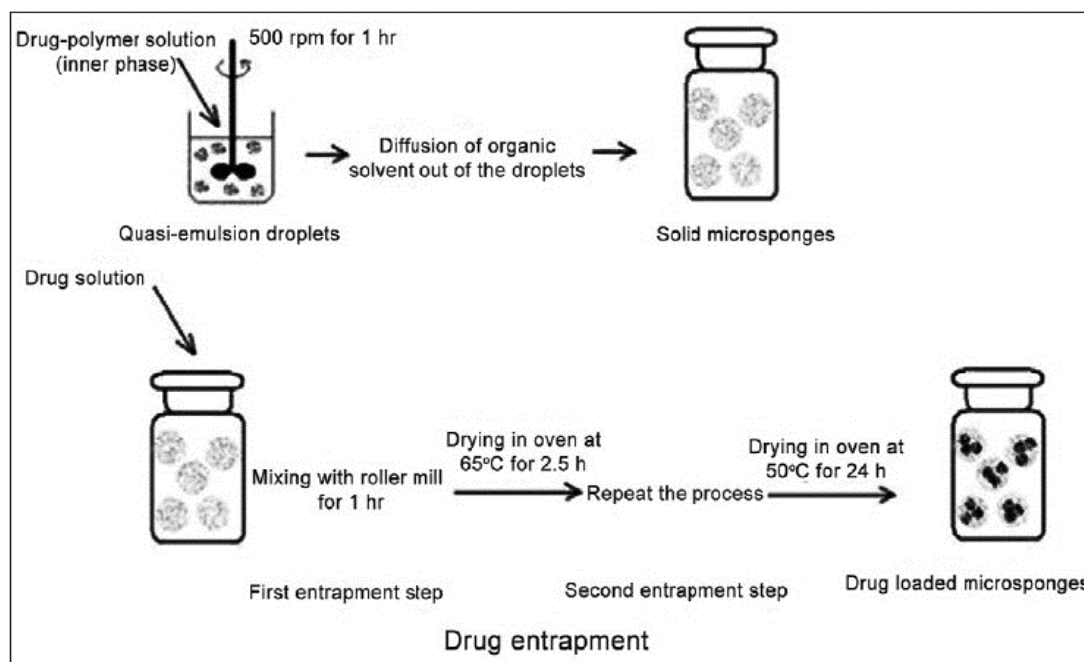 Drug-polymer solution
(inner phase)
500 rpm for 1 hr
Diffusion of organic
solvent out of the droplets
Quasi-emulsion droplets
Solid microsponges
Drug solution
Mixing with roller mill
for 1 hr
Drying in oven at
65°C for 2.5 h
Repeat the process
Drying in oven at
50°C for 24 h
First entrapment step
Second entrapment step
Drug loaded microsponges
Drug entrapment